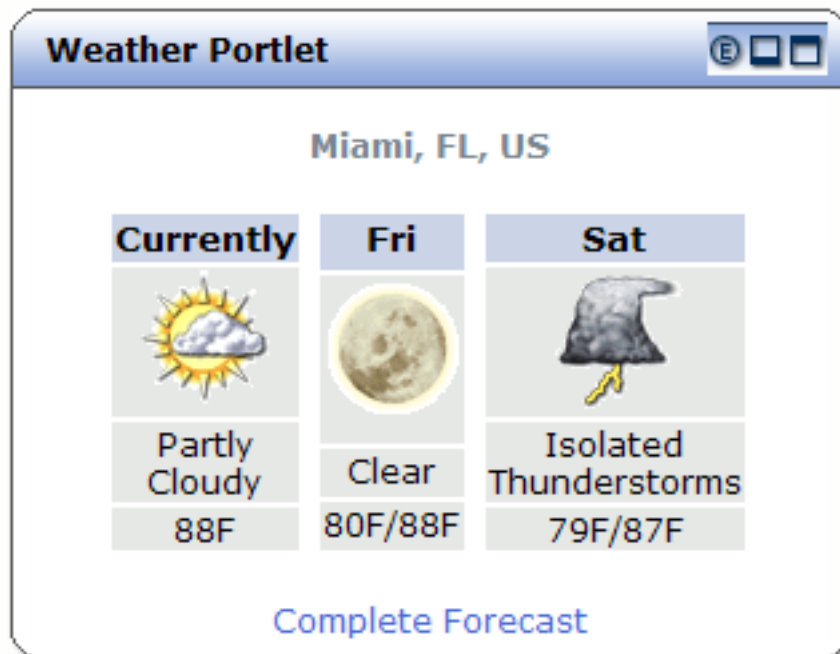 Weather Portlet
E
Miami, FL, US
Currently
Fri
Sat
Partly
Cloudy
Clear
Isolated
Thunderstorms
88F
80F/88F
79F/87F
Complete Forecast